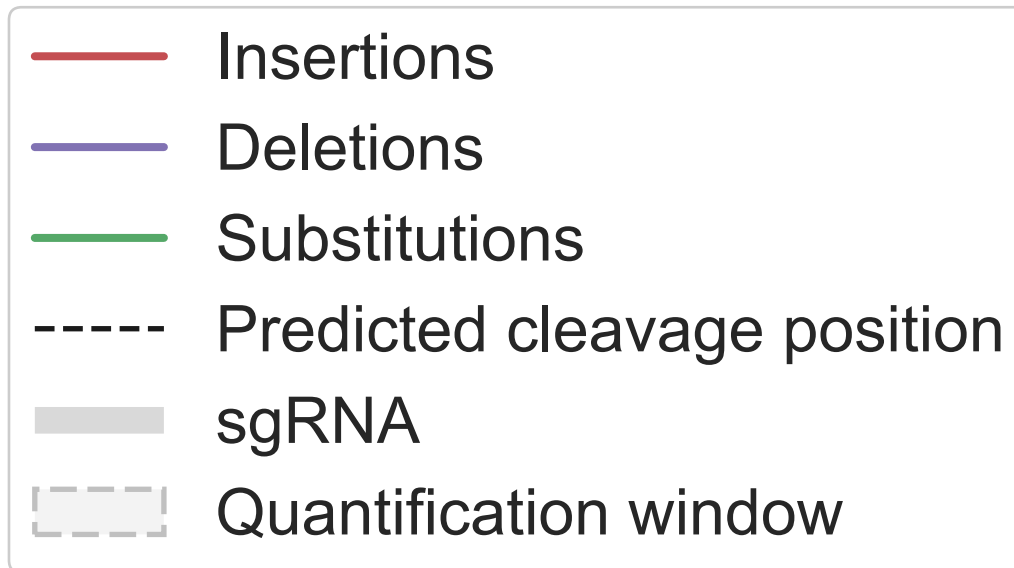 Insertions
Deletions
Substitutions
Predicted cleavage position
sgRNA
Quantification window